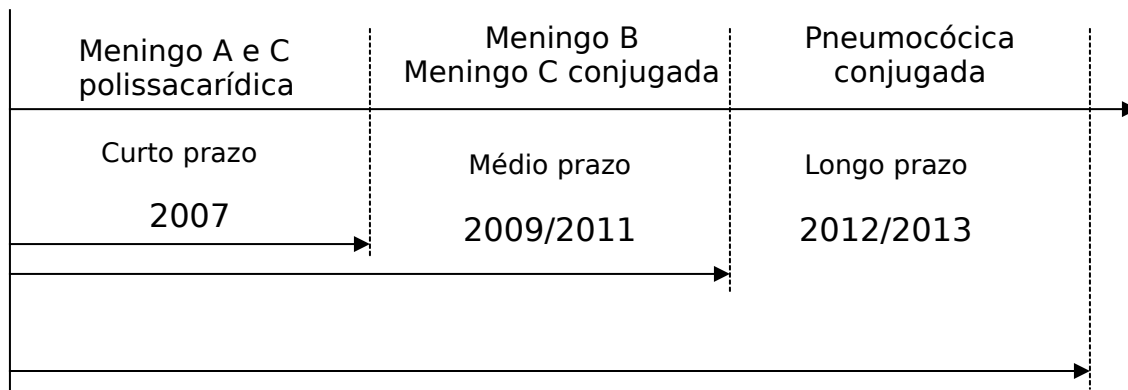 Meningo A e C
polissacarídica
Meningo B
Meningo C conjugada
Pneumocócica
conjugada
Curto prazo
2007
Médio prazo
2009/2011
Longo prazo
2012/2013